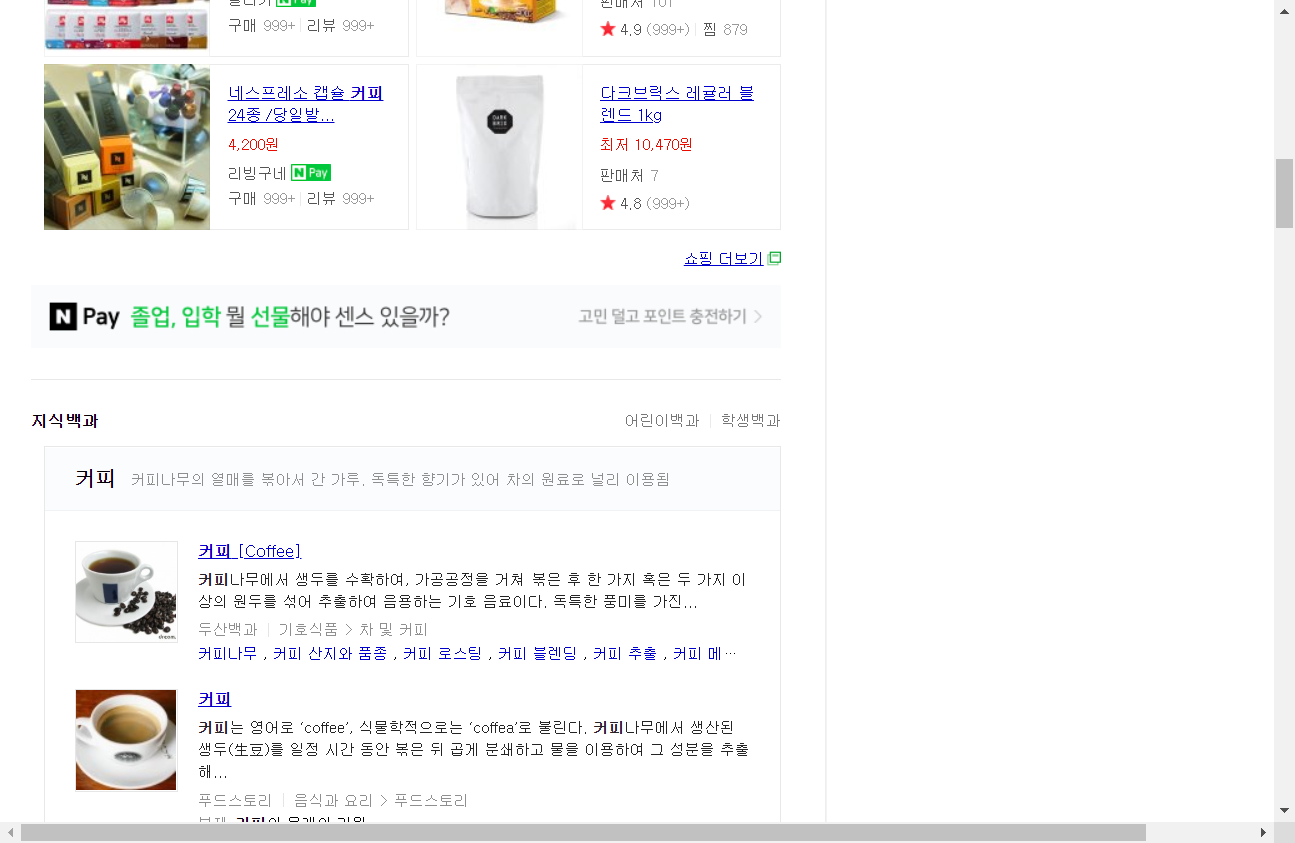 구매 999+ 리뷰 999+
판매처 101
4.9 (999+) 찜 879
네스프레소 캡슐 커피
24종 /당일발...
4,200원
리빙구네 N Pay
구매 999+ 리뷰 999+
DARK
BRIX
다크브릭스 레귤러 블
렌드 1kg
최저 10,470원
판매처 7
4.8 (999+)
쇼핑 더보기
N Pay 졸업, 입학 뭘 선물해야 센스 있을까? 고민 덜고 포인트 충전하기
지식백과 어린이백과 학생백과
커피 커피나무의 열매를 볶아서 간 가루. 독특한 향기가 있어 차의 원료로 널리 이용됨
커피 [Coffee]
커피나무에서 생두를 수확하여, 가공공정을 거쳐 볶은 후 한 가지 혹은 두 가지 이
상의 원두를 섞어 추출하여 음용하는 기호 음료이다. 독특한 풍미를 가진...
두산백과 기호식품 > 차 및 커피
커피나무 , 커피 산지와 품종 , 커피 로스팅 , 커피 블렌딩 , 커피 추출 , 커피 메…
커피
커피는 영어로 ‘coffee’, 식물학적으로는 ‘coffea’로 불린다. 커피나무에서 생산된
생두(生豆)를 일정 시간 동안 볶은 뒤 곱게 분쇄하고 물을 이용하여 그 성분을 추출
해...
푸드스토리 음식과 요리 > 푸드스토리